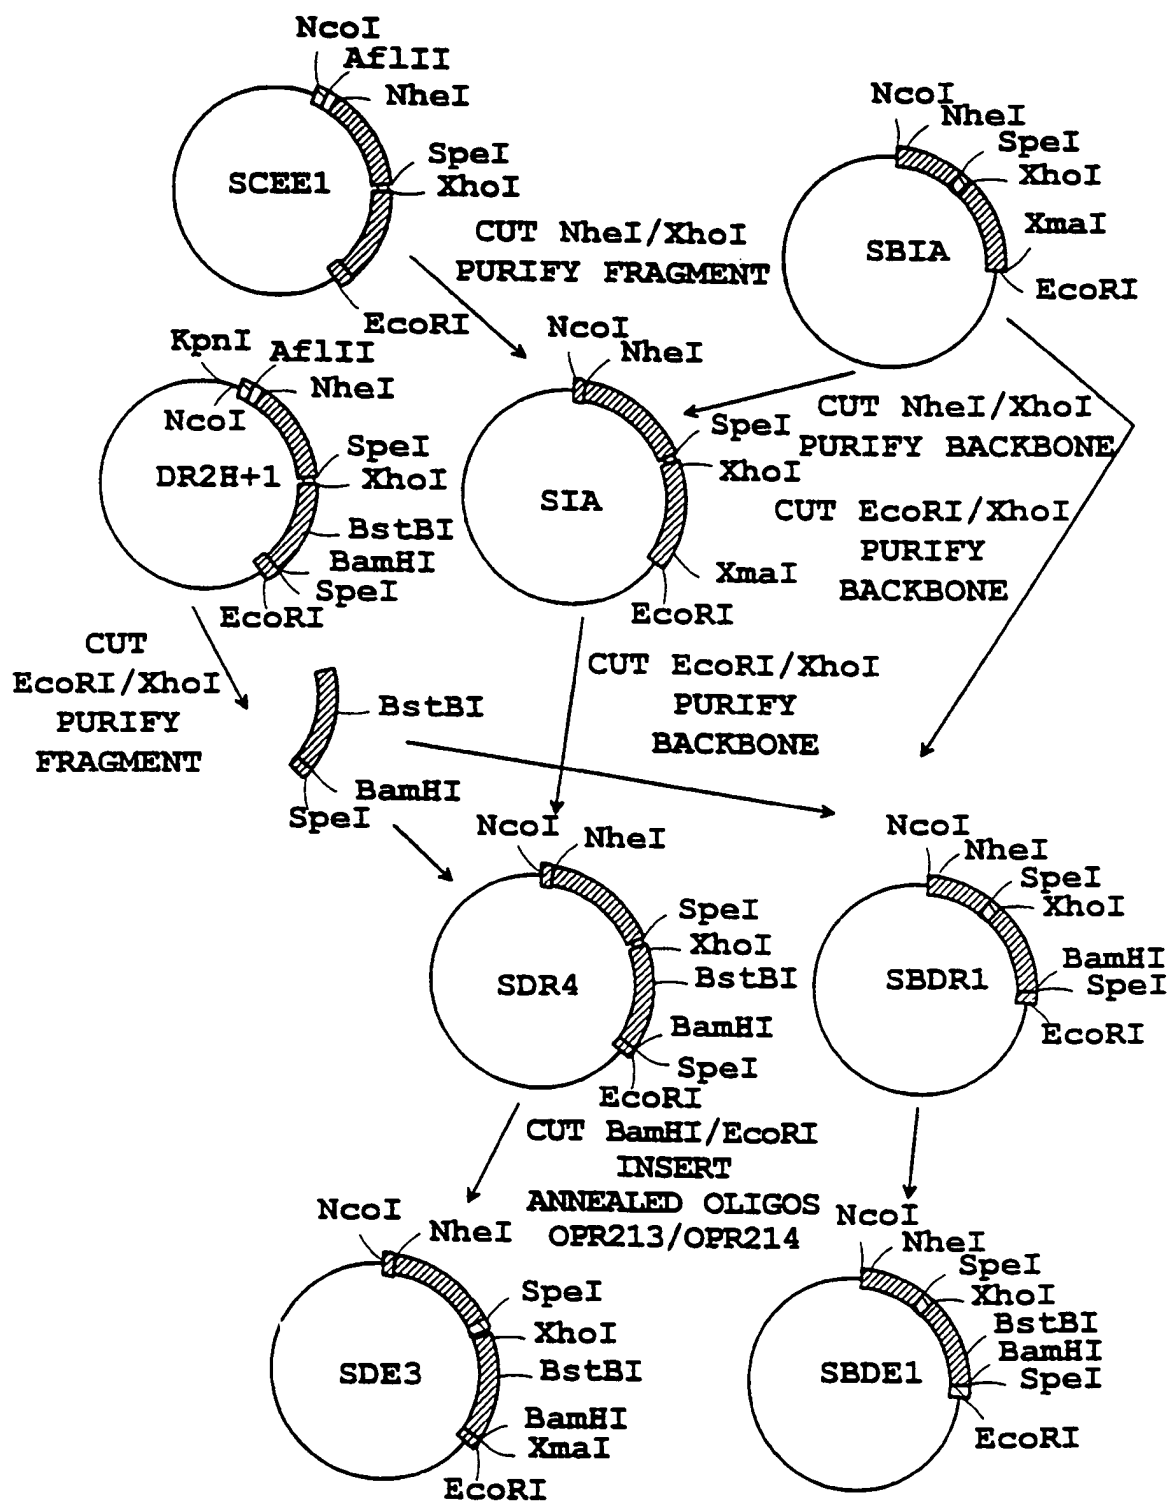 NcoI
AflII
NheI
SpeI
XhoI
SCEE1
EcoRI
NcoI
NheI
SpeI
XhoI
XmaI
SBIA
EcoRI
CUT NheI/XhoI
PURIFY FRAGMENT
KpnI
AflII
NheI
NcoI
SpeI
DR2H+1
XhoI
BstBI
BamHI
SpeI
EcoRI
NcoI
NheI
SpeI
XhoI
SIA
XmaI
EcoRI
CUT NheI/XhoI
PURIFY BACKBONE
CUT EcoRI/XhoI
PURIFY
BACKBONE
CUT
EcoRI/XhoI
PURIFY
FRAGMENT
BstBI
BamHI
SpeI
CUT EcoRI/XhoI
PURIFY
BACKBONE
NcoI
NheI
SpeI
XhoI
BstBI
SDR4
BamHI
SpeI
EcoRI
NcoI
NheI
SpeI
XhoI
BamHI
SBDR1
SpeI
EcoRI
CUT BamHI/EcoRI
INSERT
ANNEALED OLIGOS
OPR213/OPR214
NcoI
NheI
SpeI
XhoI
BstBI
SDE3
BamHI
XmaI
EcoRI
NcoI
NheI
SpeI
XhoI
BstBI
BamHI
SBDE1
SpeI
EcoRI